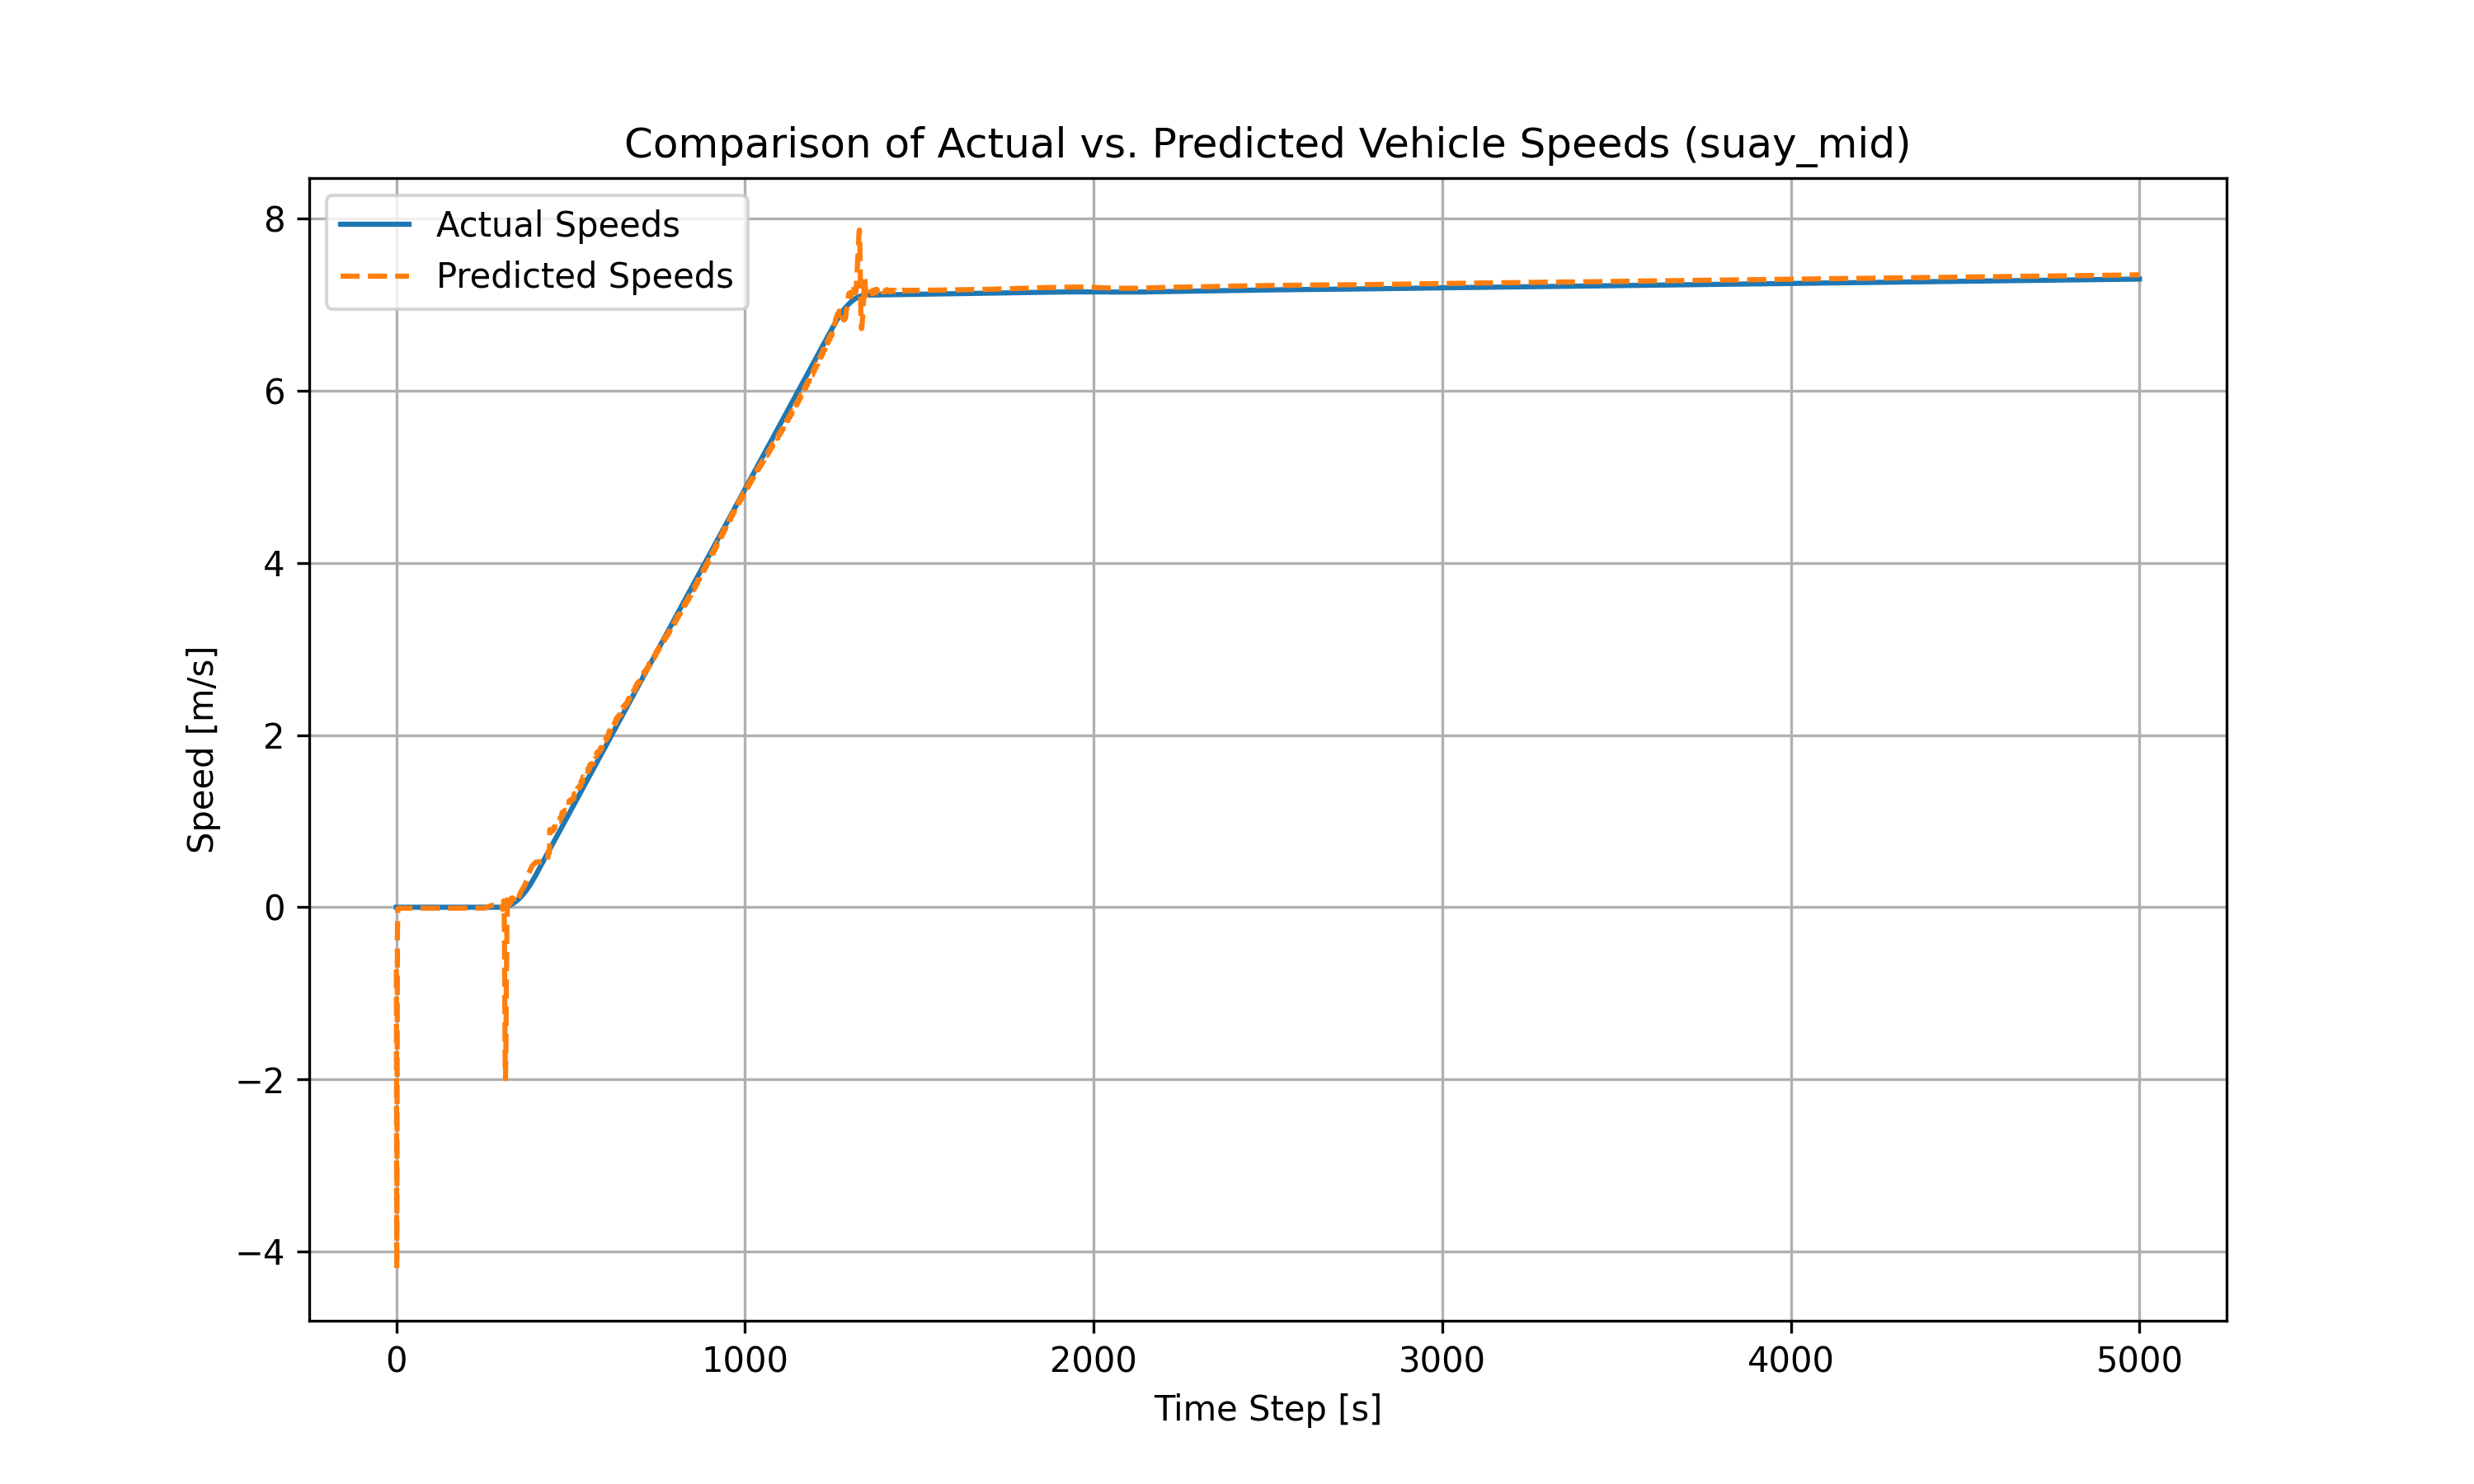 Comparison of Actual vs. Predicted Vehicle Speeds (suay_mid)
Actual Speeds
Predicted Speeds
8
6
4
2
0
−2
−4
Speed [m/s]
0 1000 2000 3000 4000 5000
Time Step [s]